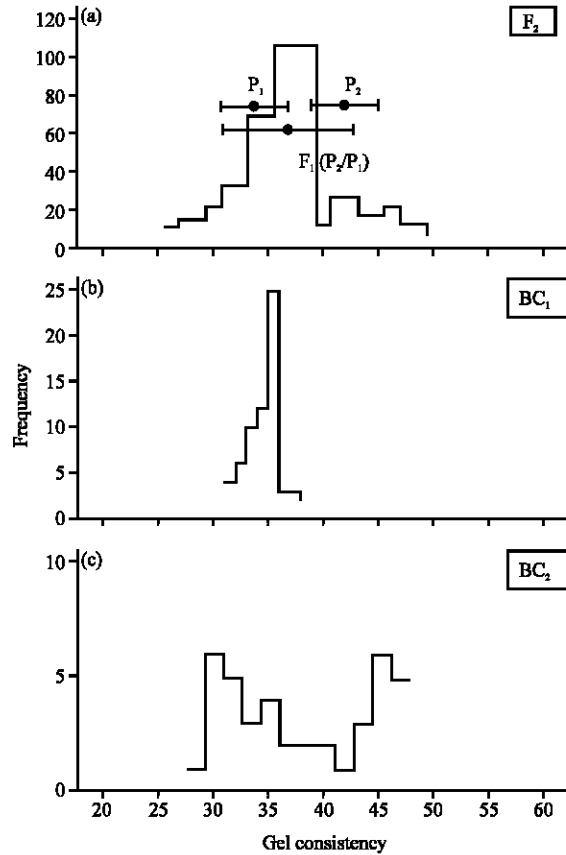 (a)
F₂
120
100
80
60
40
20
0
P₁
P₂
F₁ (P₂/P₁)
(b)
BC₁
25
20
15
10
5
0
Frequency
(c)
BC₂
10
5
0
20 25 30 35 40 45 50 55 60
Gel consistency